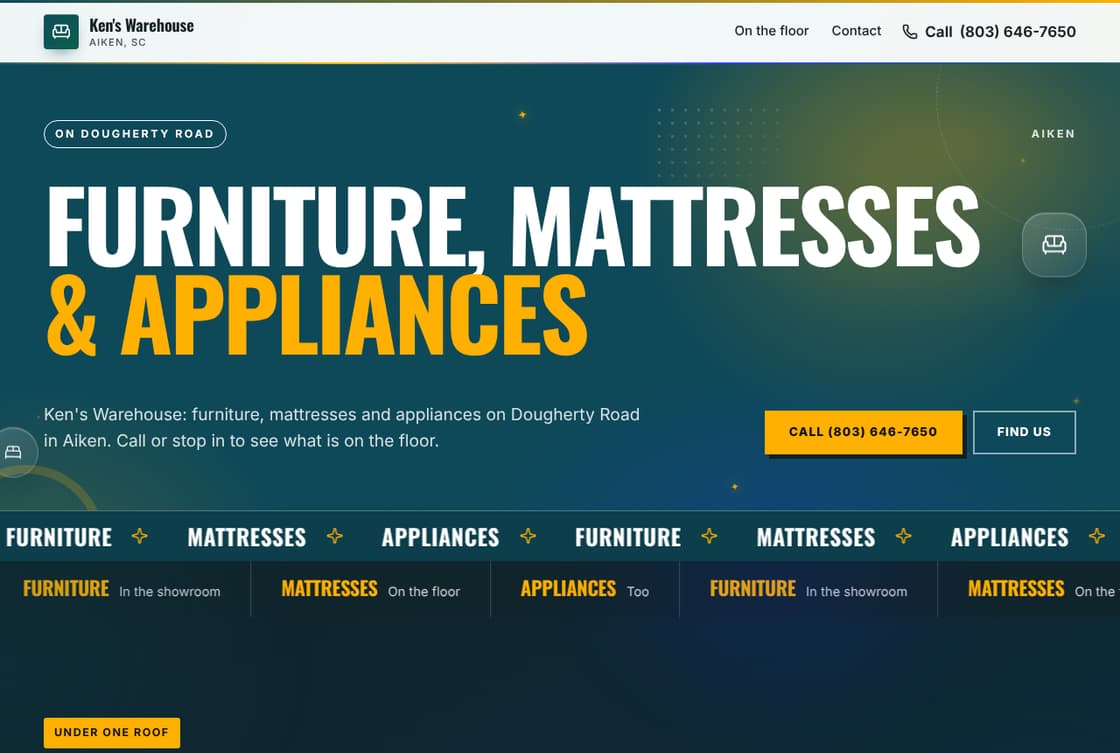 Ken's Warehouse
AIKEN, SC
On the floor
Contact
Call (803) 646-7650
ON DOUGHERTY ROAD
AIKEN
FURNITURE, MATTRESSES
& APPLIANCES
Ken's Warehouse: furniture, mattresses and appliances on Dougherty Road
in Aiken. Call or stop in to see what is on the floor.
CALL (803) 646-7650
FIND US
FURNITURE MATTRESSES APPLIANCES FURNITURE MATTRESSES APPLIANCES
FURNITURE In the showroom MATTRESSES On the floor APPLIANCES Too FURNITURE In the showroom MATTRESSES On the
UNDER ONE ROOF